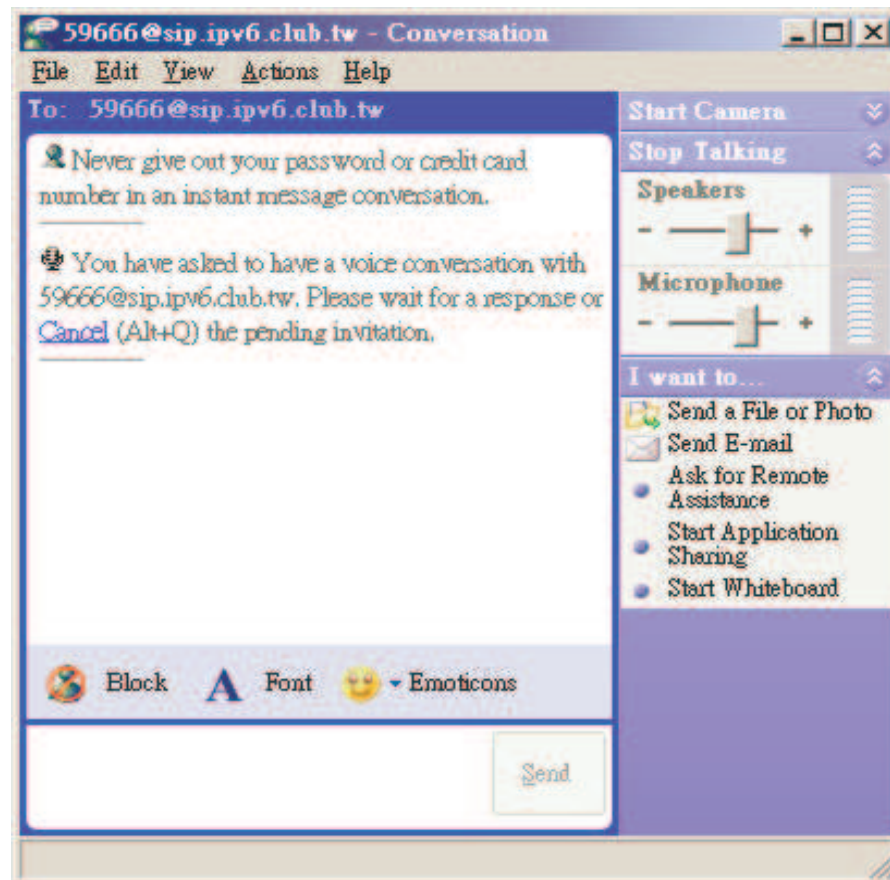 59666@sip.ipv6.club.tw - Conversation
File Edit View Actions Help
To: 59666@sip.ipv6.club.tw
Never give out your password or credit card
number in an instant message conversation.
You have asked to have a voice conversation with
59666@sip.ipv6.club.tw. Please wait for a response or
Cancel (Alt+Q) the pending invitation.
Block A Font Emoticons
Send
Start Camera
Stop Talking
Speakers
- +
Microphone
- +
I want to...
Send a File or Photo
Send E-mail
Ask for Remote
Assistance
Start Application
Sharing
Start Whiteboard